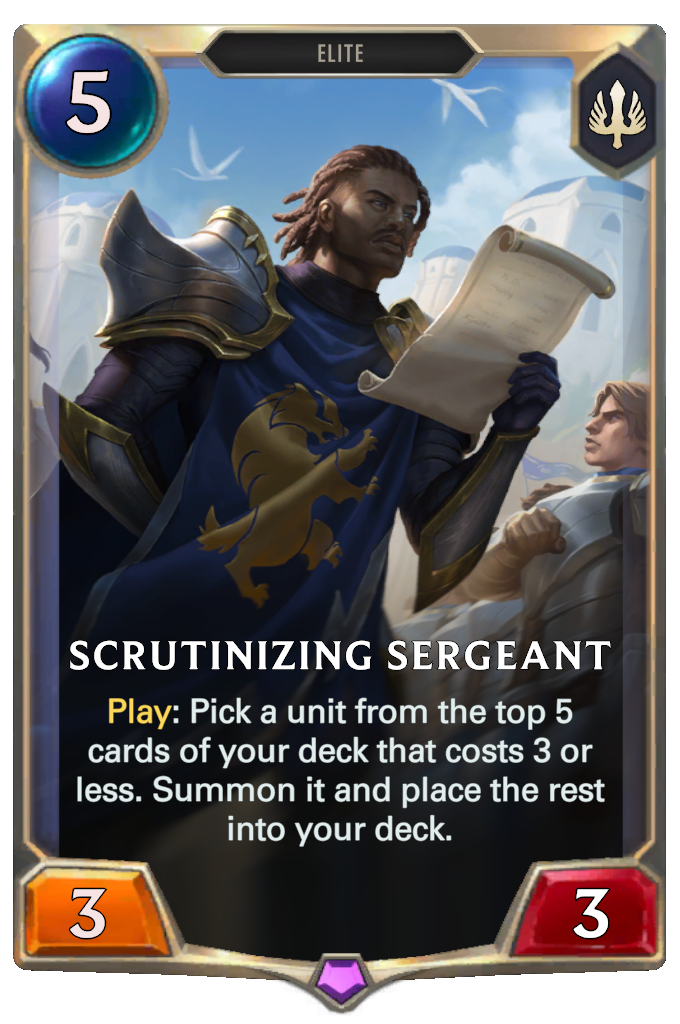 ELITE
5
SCRUTINIZING SERGEANT
Play: Pick a unit from the top 5
cards of your deck that costs 3 or
less. Summon it and place the rest
into your deck.
3
3